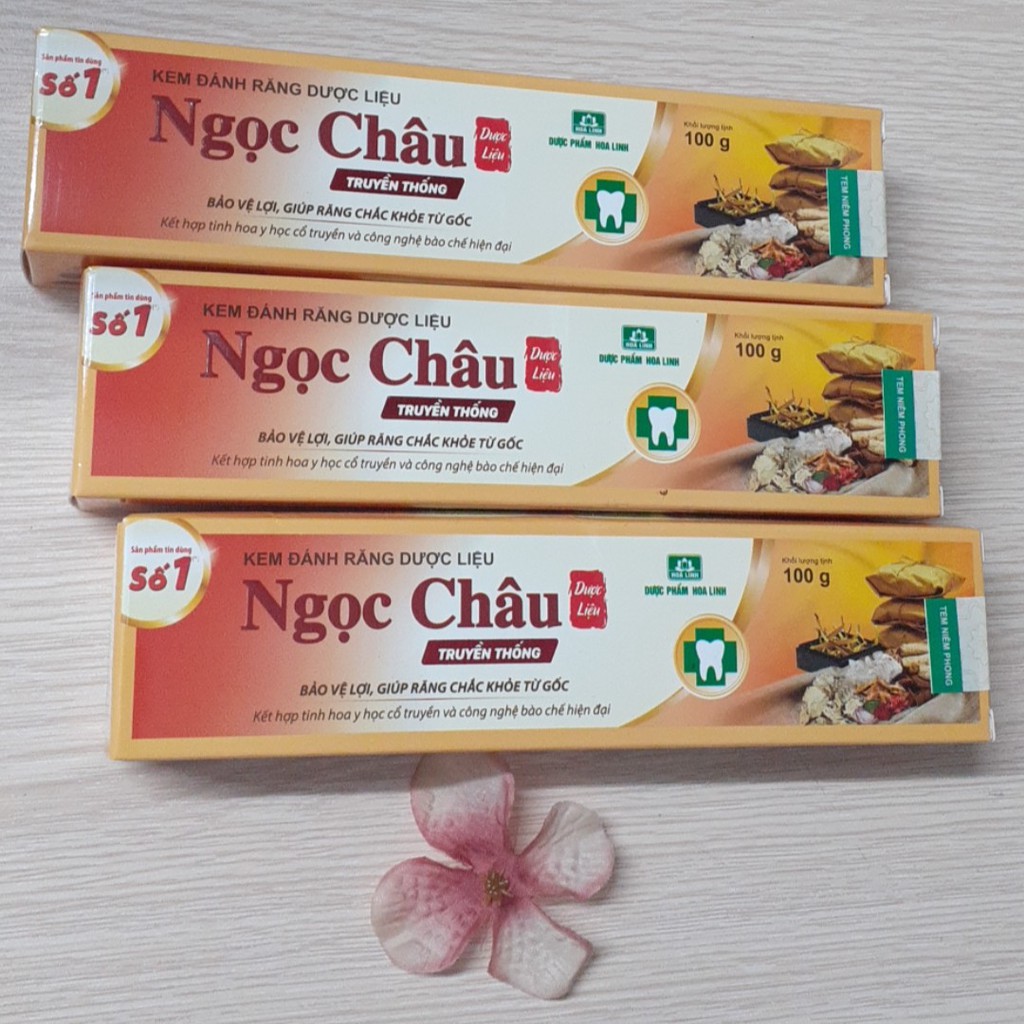 Sản phẩm tin dùng
Số 1
KEM ĐÁNH RĂNG DƯỢC LIỆU
Ngọc Châu
Dược
Liệu
TRUYỀN THỐNG
BẢO VỆ LỢI, GIÚP RĂNG CHẮC KHỎE TỪ GỐC
Kết hợp tinh hoa y học cổ truyền và công nghệ bào chế hiện đại
HOA LINH
DƯỢC PHẨM HOA LINH
Khối lượng tịnh
100 g
TEM NIÊM PHONG
Sản phẩm tin dùng
Số 1
KEM ĐÁNH RĂNG DƯỢC LIỆU
Ngọc Châu
Dược
Liệu
TRUYỀN THỐNG
BẢO VỆ LỢI, GIÚP RĂNG CHẮC KHỎE TỪ GỐC
Kết hợp tinh hoa y học cổ truyền và công nghệ bào chế hiện đại
HOA LINH
DƯỢC PHẨM HOA LINH
Khối lượng tịnh
100 g
TEM NIÊM PHONG
Sản phẩm tin dùng
Số 1
KEM ĐÁNH RĂNG DƯỢC LIỆU
Ngọc Châu
Dược
Liệu
TRUYỀN THỐNG
BẢO VỆ LỢI, GIÚP RĂNG CHẮC KHỎE TỪ GỐC
Kết hợp tinh hoa y học cổ truyền và công nghệ bào chế hiện đại
HOA LINH
DƯỢC PHẨM HOA LINH
Khối lượng tịnh
100 g
TEM NIÊM PHONG